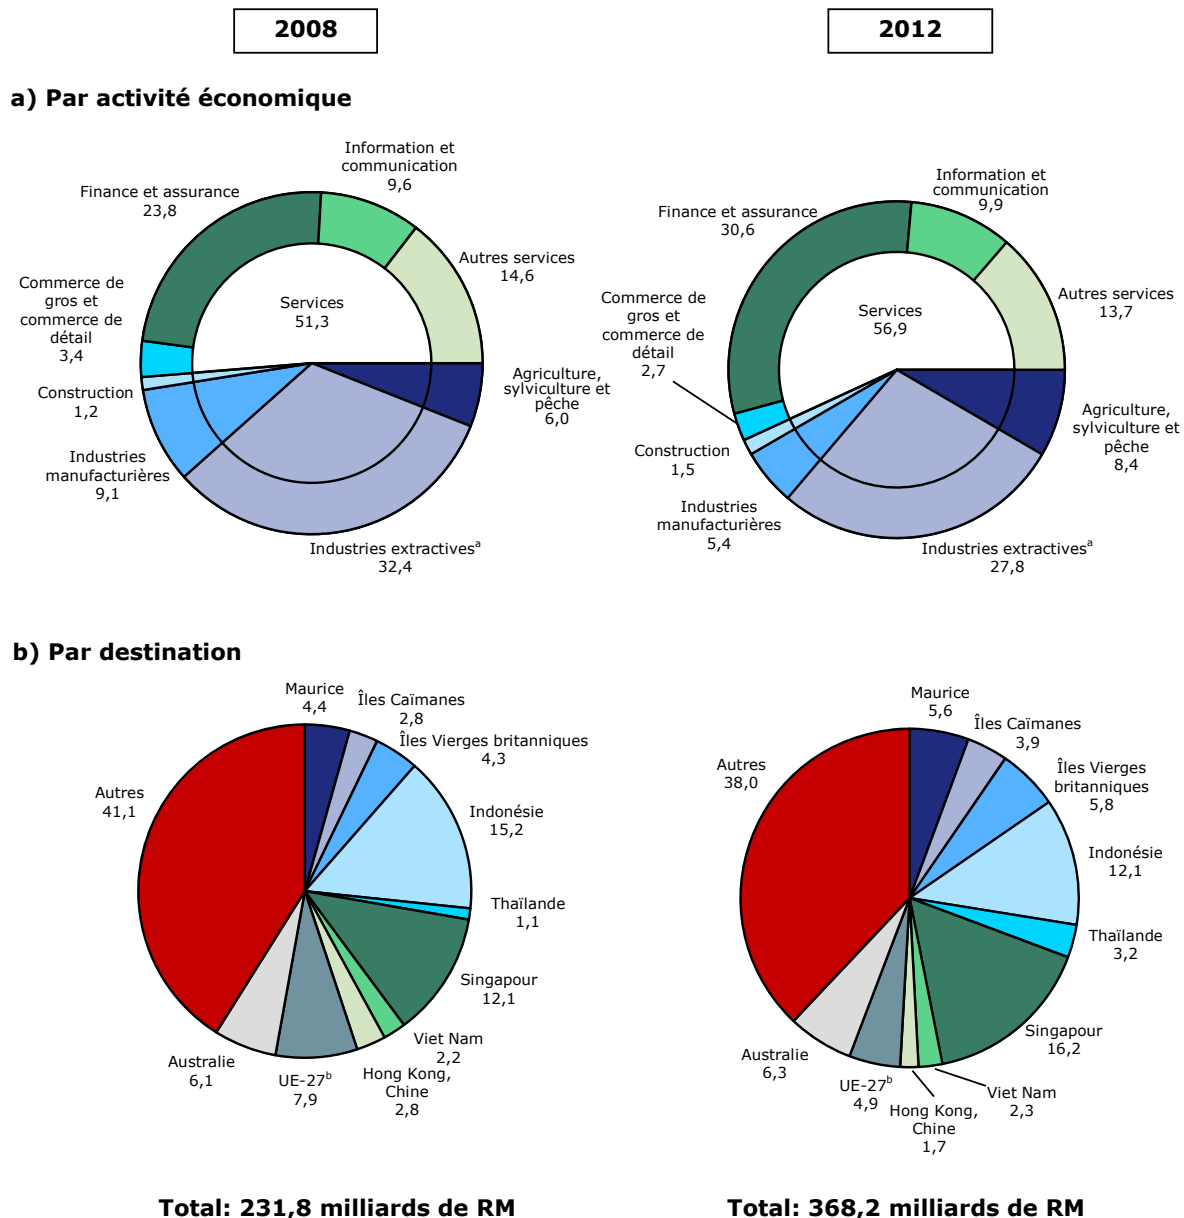 2008
2012
a) Par activité économique
Information et
communication
9,6
Finance et assurance
23,8
Autres services
14,6
Commerce de
gros et
commerce de
détail
3,4
Services
51,3
Construction
1,2
Agriculture,
sylviculture et
pêche
6,0
Industries
manufacturières
9,1
Industries extractivesᵃ
32,4
Information et
communication
9,9
Finance et assurance
30,6
Autres services
13,7
Commerce de
gros et
commerce de
détail
2,7
Services
56,9
Construction
1,5
Agriculture,
sylviculture et
pêche
8,4
Industries
manufacturières
5,4
Industries extractivesᵃ
27,8
b) Par destination
Maurice
4,4
Îles Caïmanes
2,8
Îles Vierges britanniques
4,3
Autres
41,1
Indonésie
15,2
Thaïlande
1,1
Singapour
12,1
Viet Nam
2,2
Hong Kong,
Chine
2,8
UE-27ᵇ
7,9
Australie
6,1
Maurice
5,6
Îles Caïmanes
3,9
Îles Vierges
britanniques
5,8
Autres
38,0
Indonésie
12,1
Thaïlande
3,2
Singapour
16,2
Viet Nam
2,3
Hong Kong,
Chine
1,7
UE-27ᵇ
4,9
Australie
6,3
Total: 231,8 milliards de RM
Total: 368,2 milliards de RM